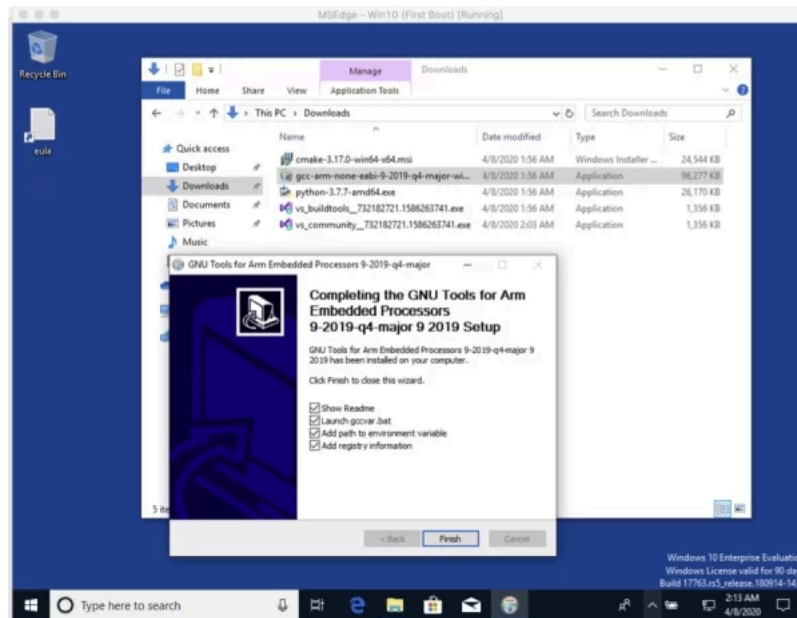 MSEdge - Win10 (First Boot) [Running]
Recycle Bin
eula
Manage
Downloads
File
Home
Share
View
Application Tools
This PC › Downloads
Search Downloads
Name
Date modified
Type
Size
Quick access
Desktop
Downloads
Documents
Pictures
Music
cmake-3.17.0-win64-x64.msi 4/8/2020 1:56 AM Windows Installer ... 24,544 KB
gcc-arm-none-eabi-9-2019-q4-major-wi... 4/8/2020 1:56 AM Application 96,277 KB
python-3.7.7-amd64.exe 4/8/2020 1:56 AM Application 26,170 KB
vs_buildtools__732182721.1586263741.exe 4/8/2020 1:56 AM Application 1,356 KB
vs_community__732182721.1586263741.exe 4/8/2020 2:03 AM Application 1,356 KB
GNU Tools for Arm Embedded Processors 9-2019-q4-major
Completing the GNU Tools for Arm
Embedded Processors
9-2019-q4-major 9 2019 Setup
GNU Tools for Arm Embedded Processors 9-2019-q4-major 9
2019 has been installed on your computer.
Click Finish to close this wizard.
Show Readme
Launch gccvar.bat
Add path to environment variable
Add registry information
5 ite
< Back
Finish
Cancel
Windows 10 Enterprise Evaluatio
Windows License valid for 90 da
Build 17763.rs5_release.180914-14
Type here to search
2:13 AM
4/8/2020